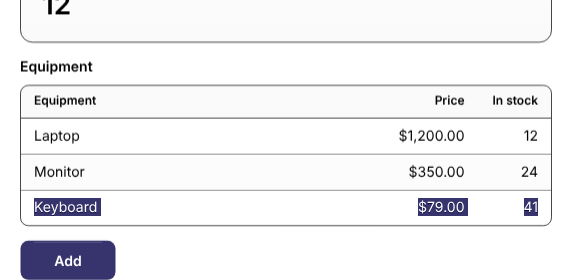 12
Equipment
Equipment Price In stock
Laptop $1,200.00 12
Monitor $350.00 24
Keyboard $79.00 41
Add